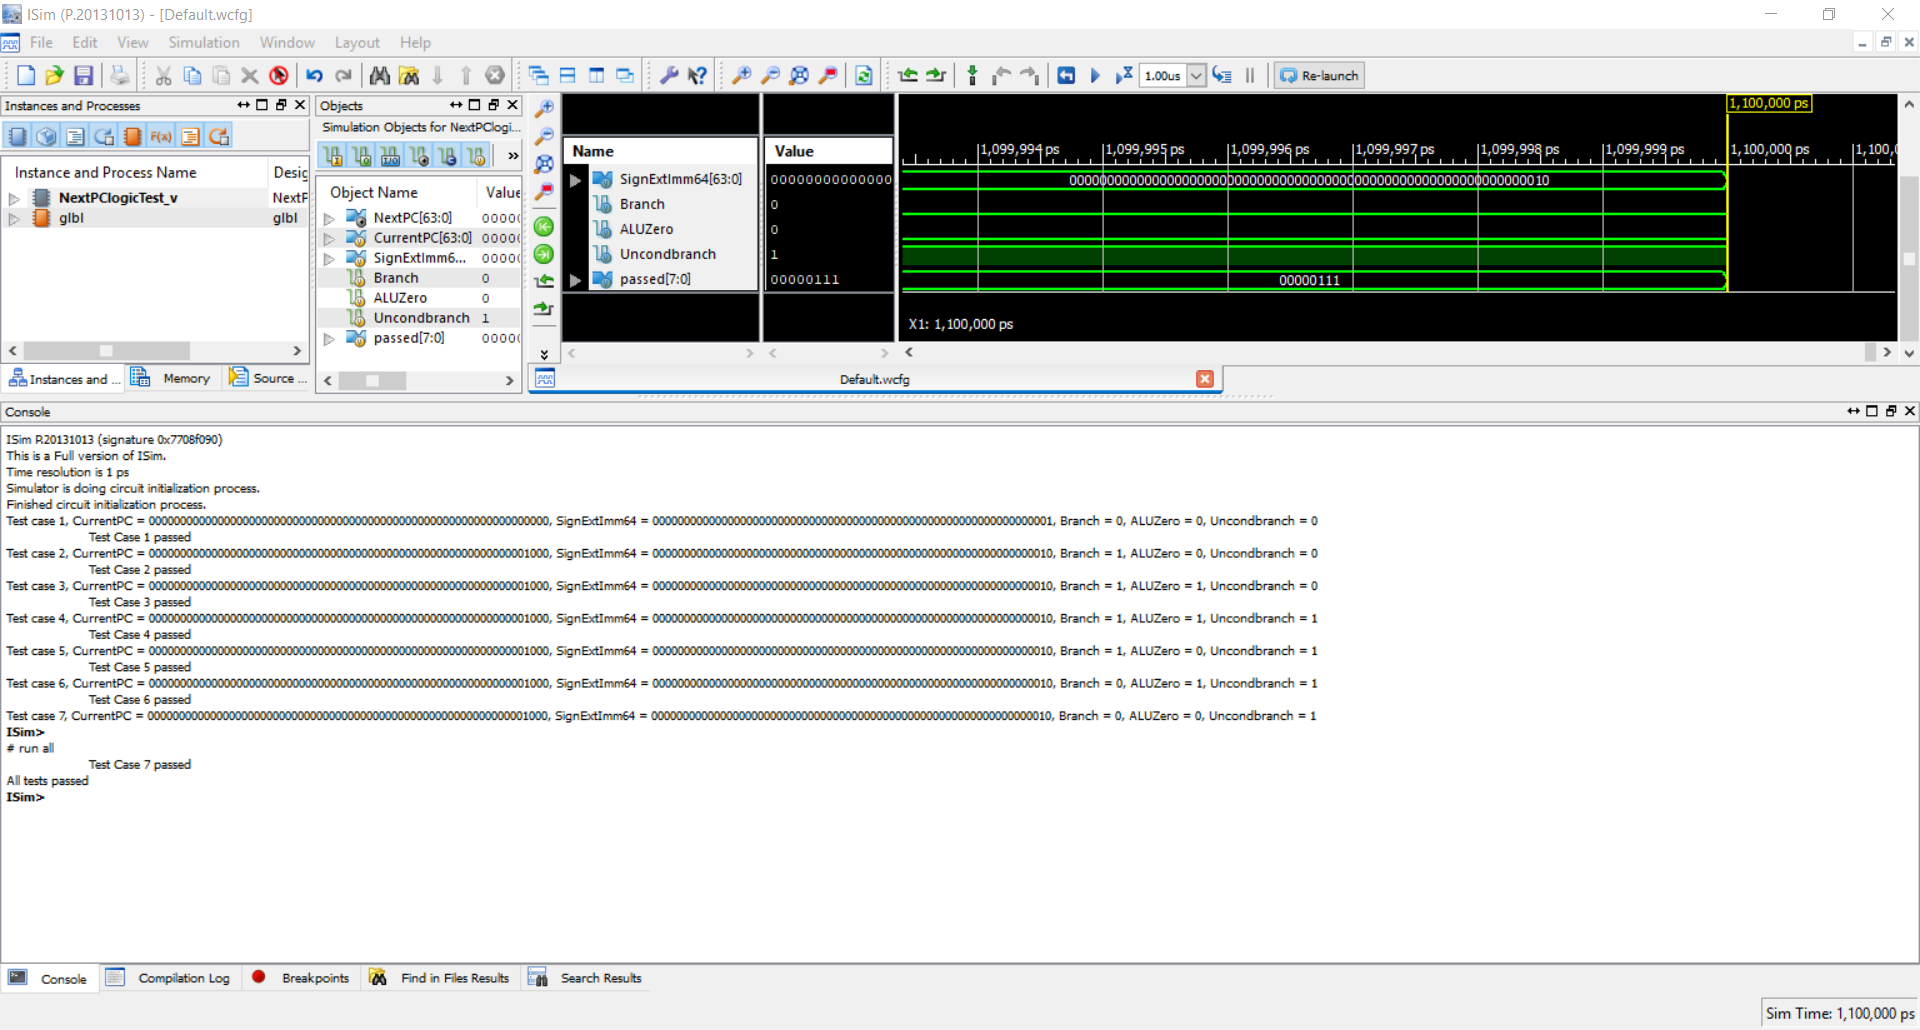 ISim (P.20131013) - [Default.wcfg]
File Edit View Simulation Window Layout Help
1.00us Re-launch
Instances and Processes
Instance and Process Name Desig
NextPClogicTest_v NextF
glbl glbl
Instances and ... Memory Source ...
Objects
Simulation Objects for NextPClogi...
Object Name Value
NextPC[63:0] 0000
CurrentPC[63:0] 0000
SignExtImm6... 0000
Branch 0
ALUZero 0
Uncondbranch 1
passed[7:0] 0000
Name Value
SignExtImm64[63:0] 00000000000000
Branch 0
ALUZero 0
Uncondbranch 1
passed[7:0] 00000111
1,100,000 ps
1,099,994 ps 1,099,995 ps 1,099,996 ps 1,099,997 ps 1,099,998 ps 1,099,999 ps 1,100,000 ps 1,100,0
0000000000000000000000000000000000000000000000000000000000000010
00000111
X1: 1,100,000 ps
Default.wcfg
Console
ISim P.20131013 (signature 0x7708f090)
This is a Full version of ISim.
Time resolution is 1 ps
Simulator is doing circuit initialization process.
Finished circuit initialization process.
Test case 1, CurrentPC = 0000000000000000000000000000000000000000000000000000000000000000, SignExtImm64 = 0000000000000000000000000000000000000000000000000000000000000001, Branch = 0, ALUZero = 0, Uncondbranch = 0
Test Case 1 passed
Test case 2, CurrentPC = 0000000000000000000000000000000000000000000000000000000000001000, SignExtImm64 = 0000000000000000000000000000000000000000000000000000000000000010, Branch = 1, ALUZero = 0, Uncondbranch = 0
Test Case 2 passed
Test case 3, CurrentPC = 0000000000000000000000000000000000000000000000000000000000001000, SignExtImm64 = 0000000000000000000000000000000000000000000000000000000000000010, Branch = 1, ALUZero = 1, Uncondbranch = 0
Test Case 3 passed
Test case 4, CurrentPC = 0000000000000000000000000000000000000000000000000000000000001000, SignExtImm64 = 0000000000000000000000000000000000000000000000000000000000000010, Branch = 1, ALUZero = 1, Uncondbranch = 1
Test Case 4 passed
Test case 5, CurrentPC = 0000000000000000000000000000000000000000000000000000000000001000, SignExtImm64 = 0000000000000000000000000000000000000000000000000000000000000010, Branch = 1, ALUZero = 0, Uncondbranch = 1
Test Case 5 passed
Test case 6, CurrentPC = 0000000000000000000000000000000000000000000000000000000000001000, SignExtImm64 = 0000000000000000000000000000000000000000000000000000000000000010, Branch = 0, ALUZero = 1, Uncondbranch = 1
Test Case 6 passed
Test case 7, CurrentPC = 0000000000000000000000000000000000000000000000000000000000001000, SignExtImm64 = 0000000000000000000000000000000000000000000000000000000000000010, Branch = 0, ALUZero = 0, Uncondbranch = 1
ISim>
# run all
Test Case 7 passed
All tests passed
ISim>
Console Compilation Log Breakpoints Find in Files Results Search Results
Sim Time: 1,100,000 ps